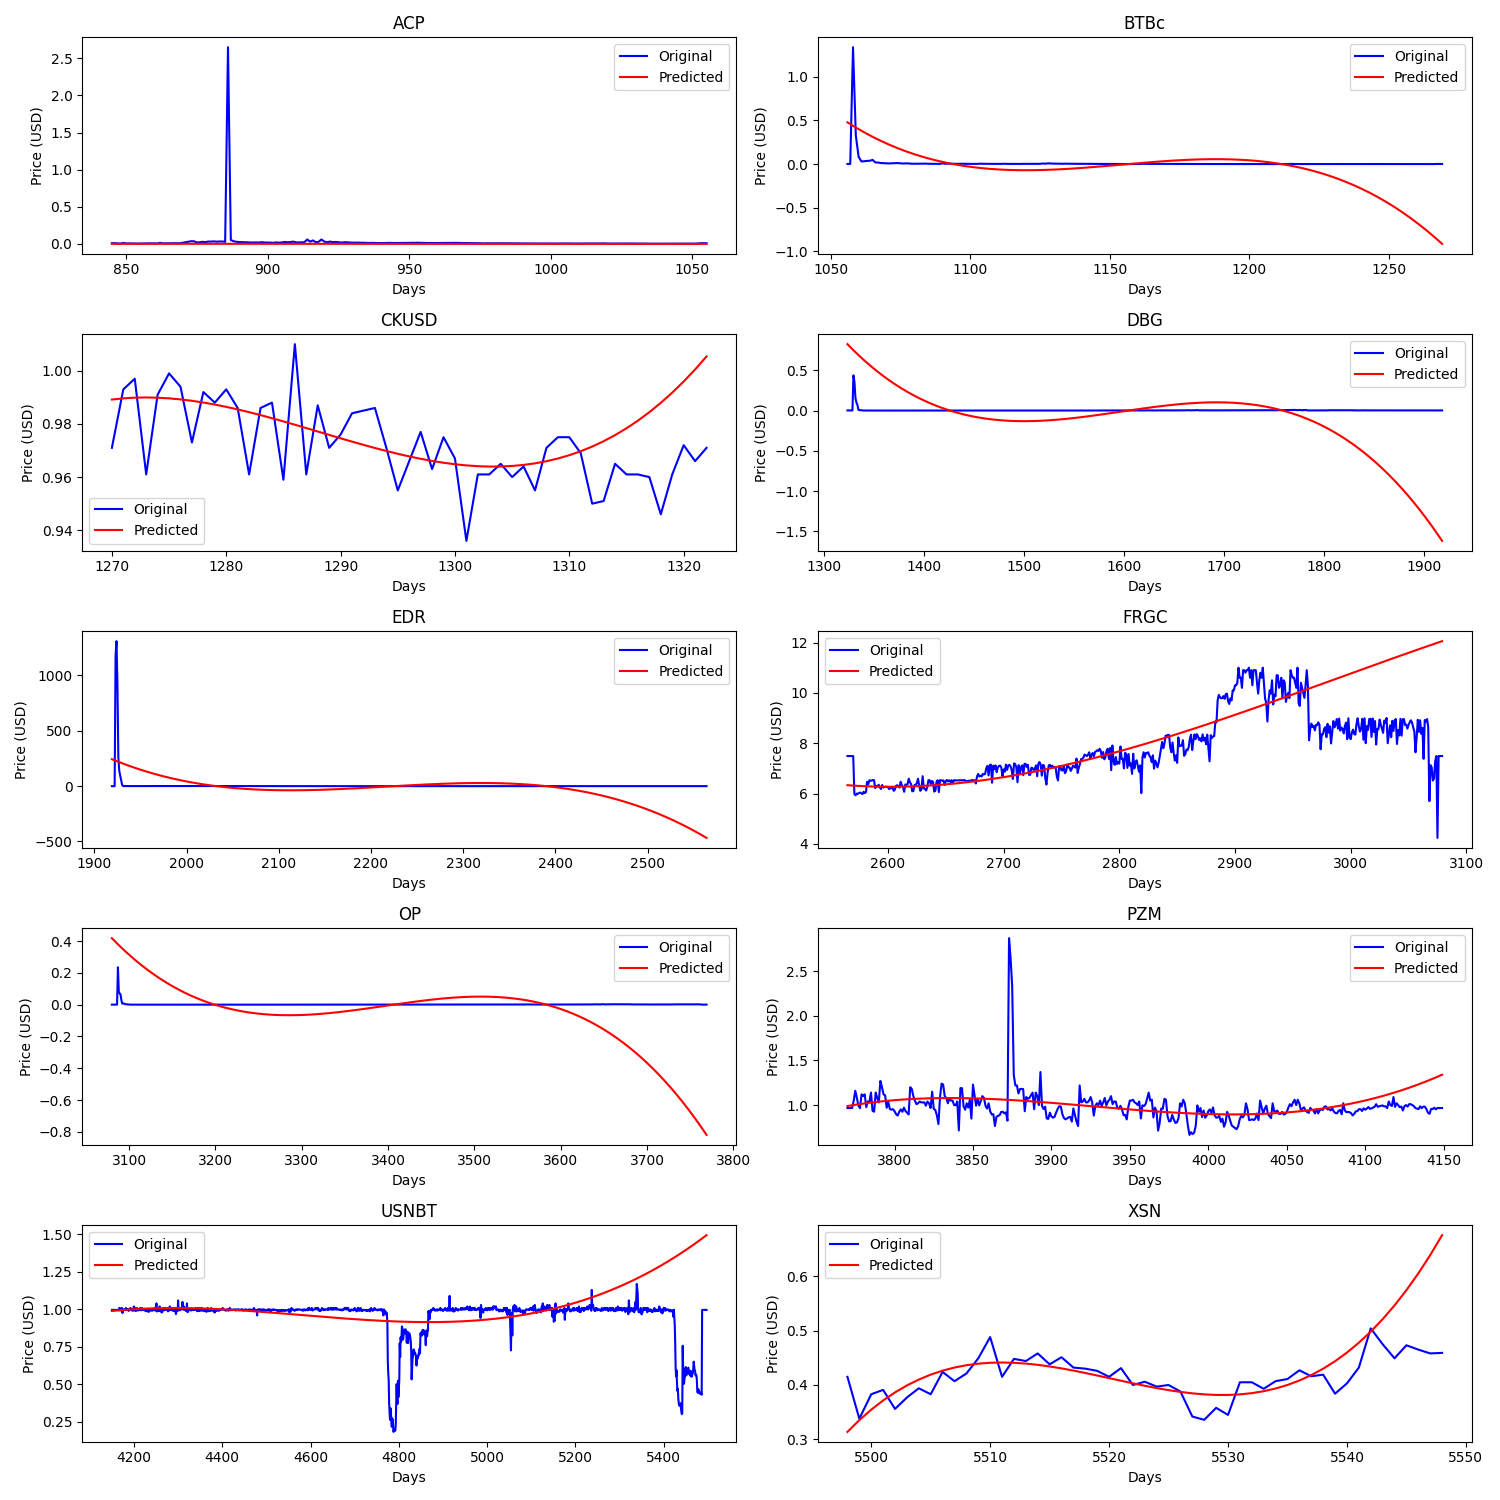 ACP
Original
Predicted
Price (USD)
2.5
2.0
1.5
1.0
0.5
0.0
850 900 950 1000 1050
Days
BTBc
Original
Predicted
Price (USD)
1.0
0.5
0.0
−0.5
−1.0
1050 1100 1150 1200 1250
Days
CKUSD
Price (USD)
1.00
0.98
0.96
0.94
Original
Predicted
1270 1280 1290 1300 1310 1320
Days
DBG
Original
Predicted
Price (USD)
0.5
0.0
−0.5
−1.0
−1.5
1300 1400 1500 1600 1700 1800 1900
Days
EDR
Original
Predicted
Price (USD)
1000
500
0
−500
1900 2000 2100 2200 2300 2400 2500
Days
FRGC
Original
Predicted
Price (USD)
12
10
8
6
4
2600 2700 2800 2900 3000 3100
Days
OP
Original
Predicted
Price (USD)
0.4
0.2
0.0
−0.2
−0.4
−0.6
−0.8
3100 3200 3300 3400 3500 3600 3700 3800
Days
PZM
Original
Predicted
Price (USD)
2.5
2.0
1.5
1.0
3800 3850 3900 3950 4000 4050 4100 4150
Days
USNBT
Original
Predicted
Price (USD)
1.50
1.25
1.00
0.75
0.50
0.25
4200 4400 4600 4800 5000 5200 5400
Days
XSN
Original
Predicted
Price (USD)
0.6
0.5
0.4
0.3
5500 5510 5520 5530 5540 5550
Days